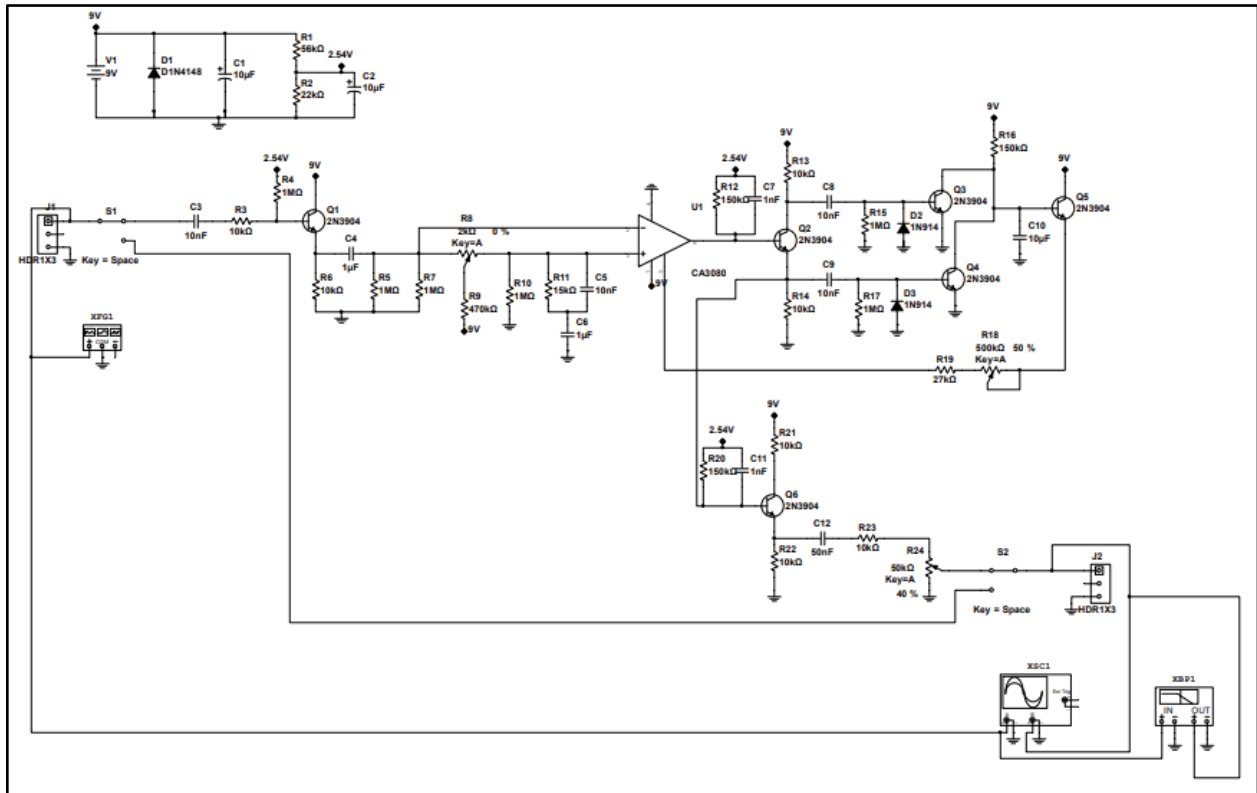 9V
V1
9V
D1
D1N4148
C1
10µF
R1
56kΩ
2.54V
R2
22kΩ
C2
10µF
J1
HDR1X3
S1
Key = Space
C3
10nF
R3
10kΩ
2.54V
R4
1MΩ
9V
Q1
2N3904
C4
1µF
R6
10kΩ
R5
1MΩ
R7
1MΩ
R8
2kΩ 0 %
Key=A
R9
470kΩ
9V
R10
1MΩ
R11
15kΩ
C5
10nF
C6
1µF
U1
CA3080
9V
2.54V
R12
150kΩ
C7
1nF
9V
R13
10kΩ
Q2
2N3904
R14
10kΩ
C8
10nF
C9
10nF
R15
1MΩ
D2
1N914
R17
1MΩ
D3
1N914
Q3
2N3904
Q4
2N3904
9V
R16
150kΩ
9V
Q5
2N3904
C10
10µF
R18
500kΩ 50 %
Key=A
R19
27kΩ
XFG1
COM
2.54V
R20
150kΩ
C11
1nF
9V
R21
10kΩ
Q6
2N3904
R22
10kΩ
C12
50nF
R23
10kΩ
R24
50kΩ
Key=A
40 %
S2
Key = Space
J2
HDR1X3
XSC1
Ext Trig
XBP1
IN OUT